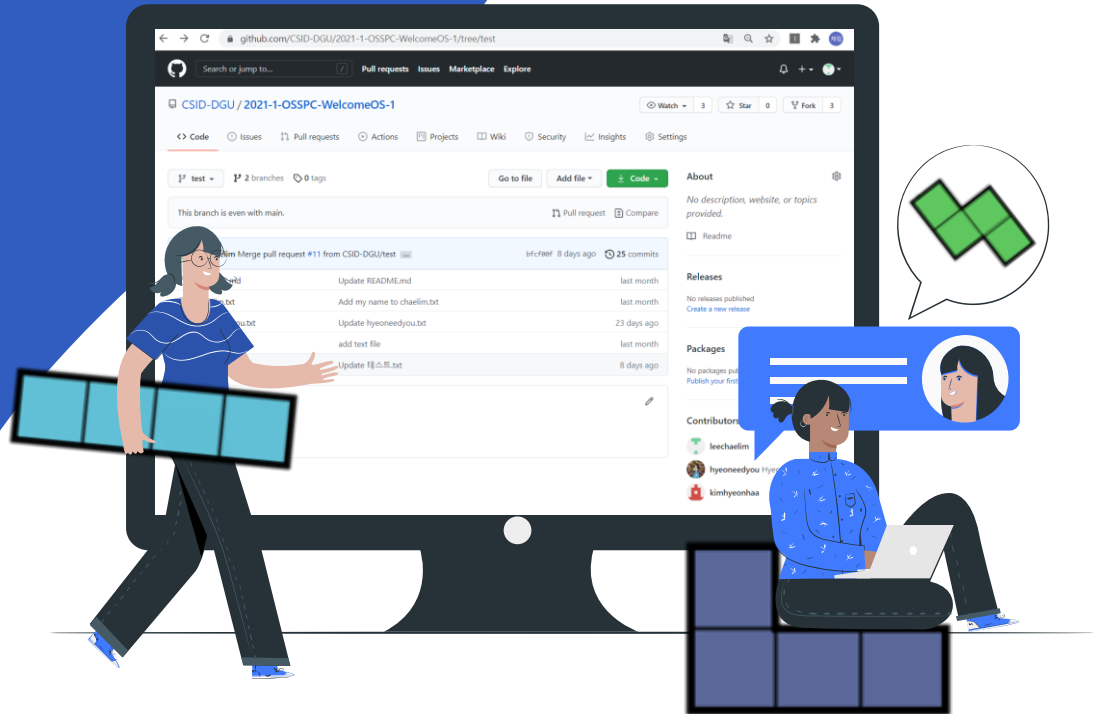 github.com/CSID-DGU/2021-1-OSSPC-WelcomeOS-1/tree/test
Search or jump to... / Pull requests Issues Marketplace Explore
CSID-DGU / 2021-1-OSSPC-WelcomeOS-1 Watch 3 Star 0 Fork 3
Code Issues Pull requests Actions Projects Wiki Security Insights Settings
test 2 branches 0 tags Go to file Add file Code
About
No description, website, or topics
provided.
This branch is even with main. Pull request Compare
Readme
Merge pull request #11 from CSID-DGU/test 8 days ago 25 commits
Update README.md last month
Add my name to chaelim.txt last month
Update hyeoneedyou.txt 23 days ago
add text file last month
Update 테스트.txt 8 days ago
Releases
No releases published
Create a new release
Packages
No packages
Publish your first
Contributors
leechaelim
hyeoneedyou
kimhyeonhaa